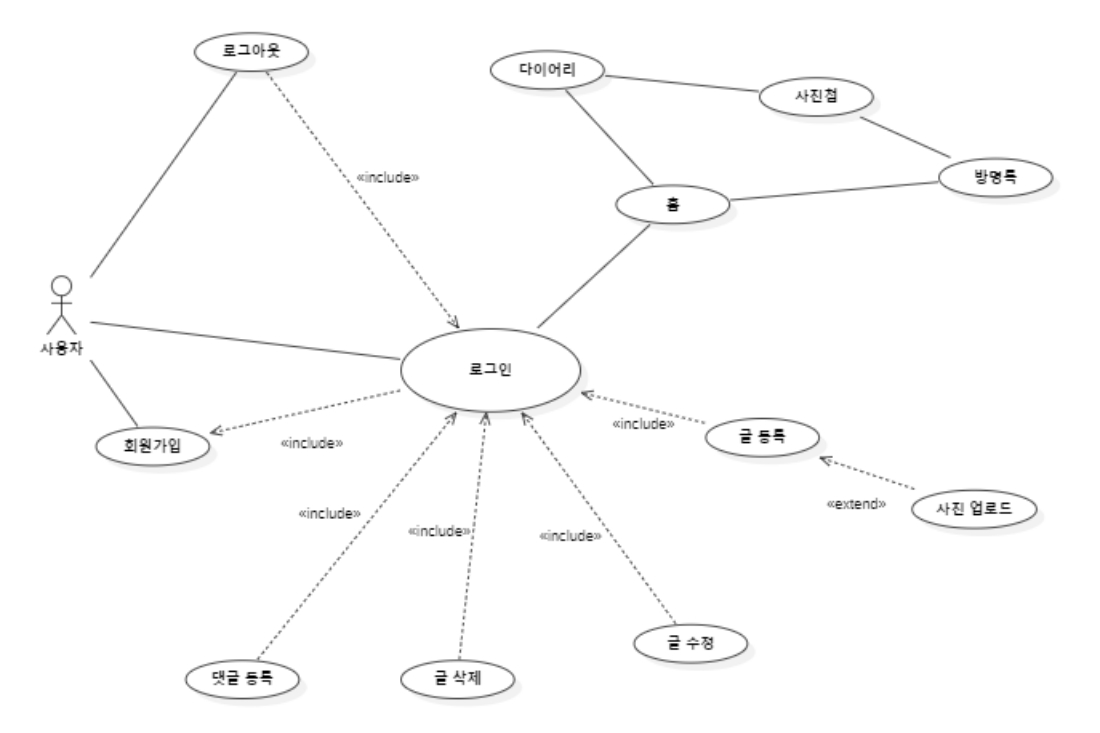 로그아웃
다이어리
사진첩
방명록
홈
«include»
사용자
로그인
회원가입
«include»
«include»
글 등록
«extend»
사진 업로드
«include»
«include»
«include»
글 수정
댓글 등록
글 삭제